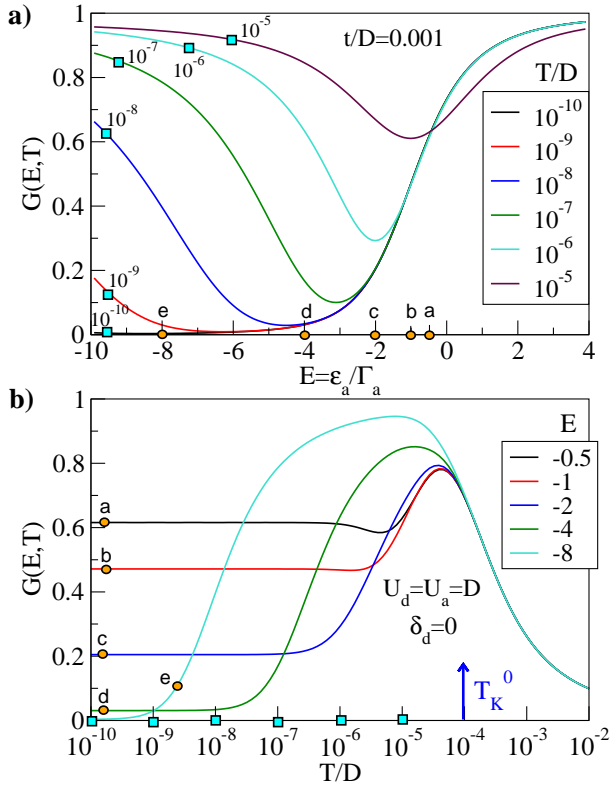 a)
t/D=0.001
G(E,T)
1
0.8
0.6
0.4
0.2
0
10^-5
10^-6
10^-7
10^-8
10^-9
10^-10
T/D
10^-10
10^-9
10^-8
10^-7
10^-6
10^-5
e d c b a
-10 -8 -6 -4 -2 0 2 4
E=ε_a/Γ_a
b)
G(E,T)
1
0.8
0.6
0.4
0.2
0
a
b
c
d
e
E
-0.5
-1
-2
-4
-8
U_d=U_a=D
δ_d=0
T_K^0
10^-10 10^-9 10^-8 10^-7 10^-6 10^-5 10^-4 10^-3 10^-2
T/D